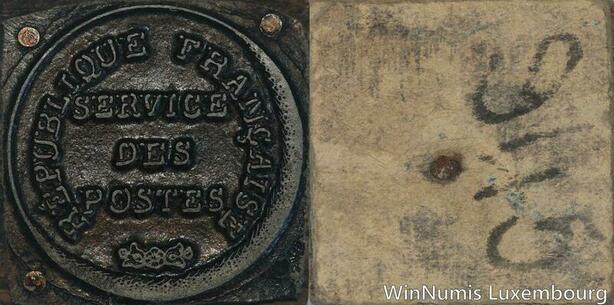 RÉPUBLIQUE FRANÇAISE
SERVICE
DES
POSTES
WinNumis Luxembourg